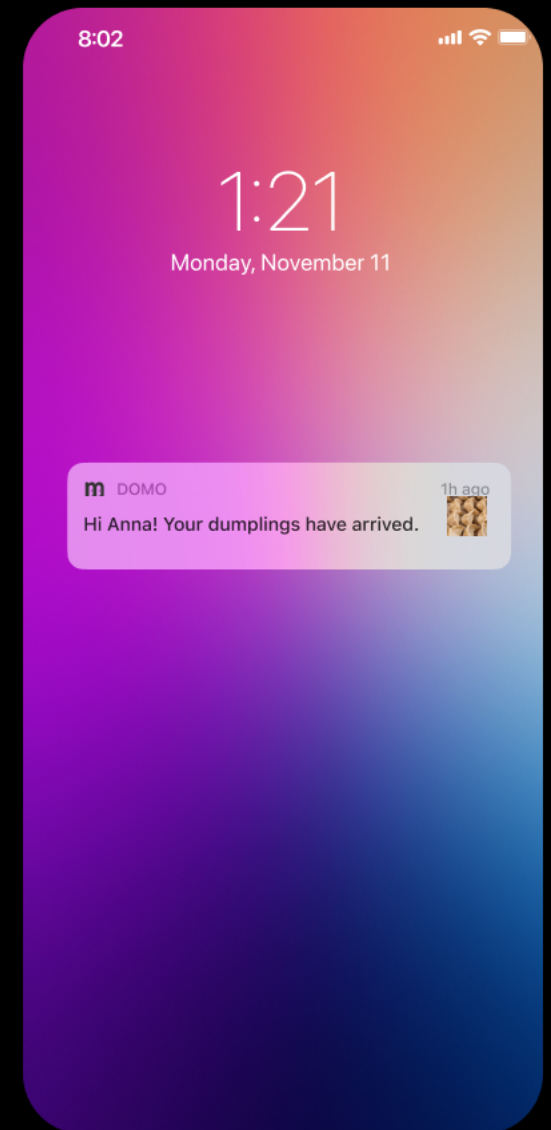 8:02
1:21
Monday, November 11
m DOMO 1h ago
Hi Anna! Your dumplings have arrived.